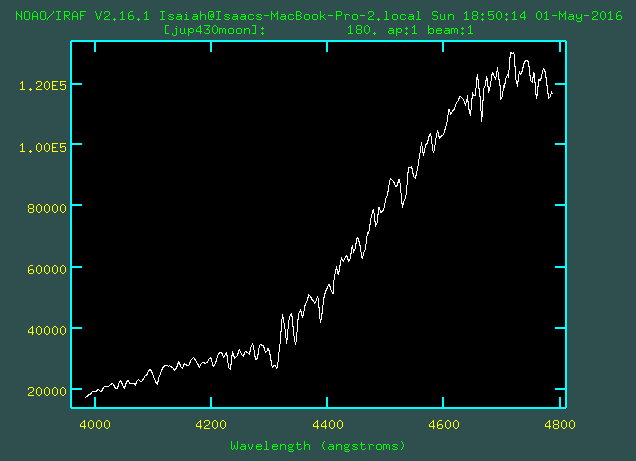 NOAO/IRAF V2.16.1 Isaiah@Isaacs-MacBook-Pro-2.local Sun 18:50:14 01-May-2016
[jup430moon]: 180. ap:1 beam:1
1.20E5
1.00E5
80000
60000
40000
20000
4000 4200 4400 4600 4800
Wavelength (angstroms)